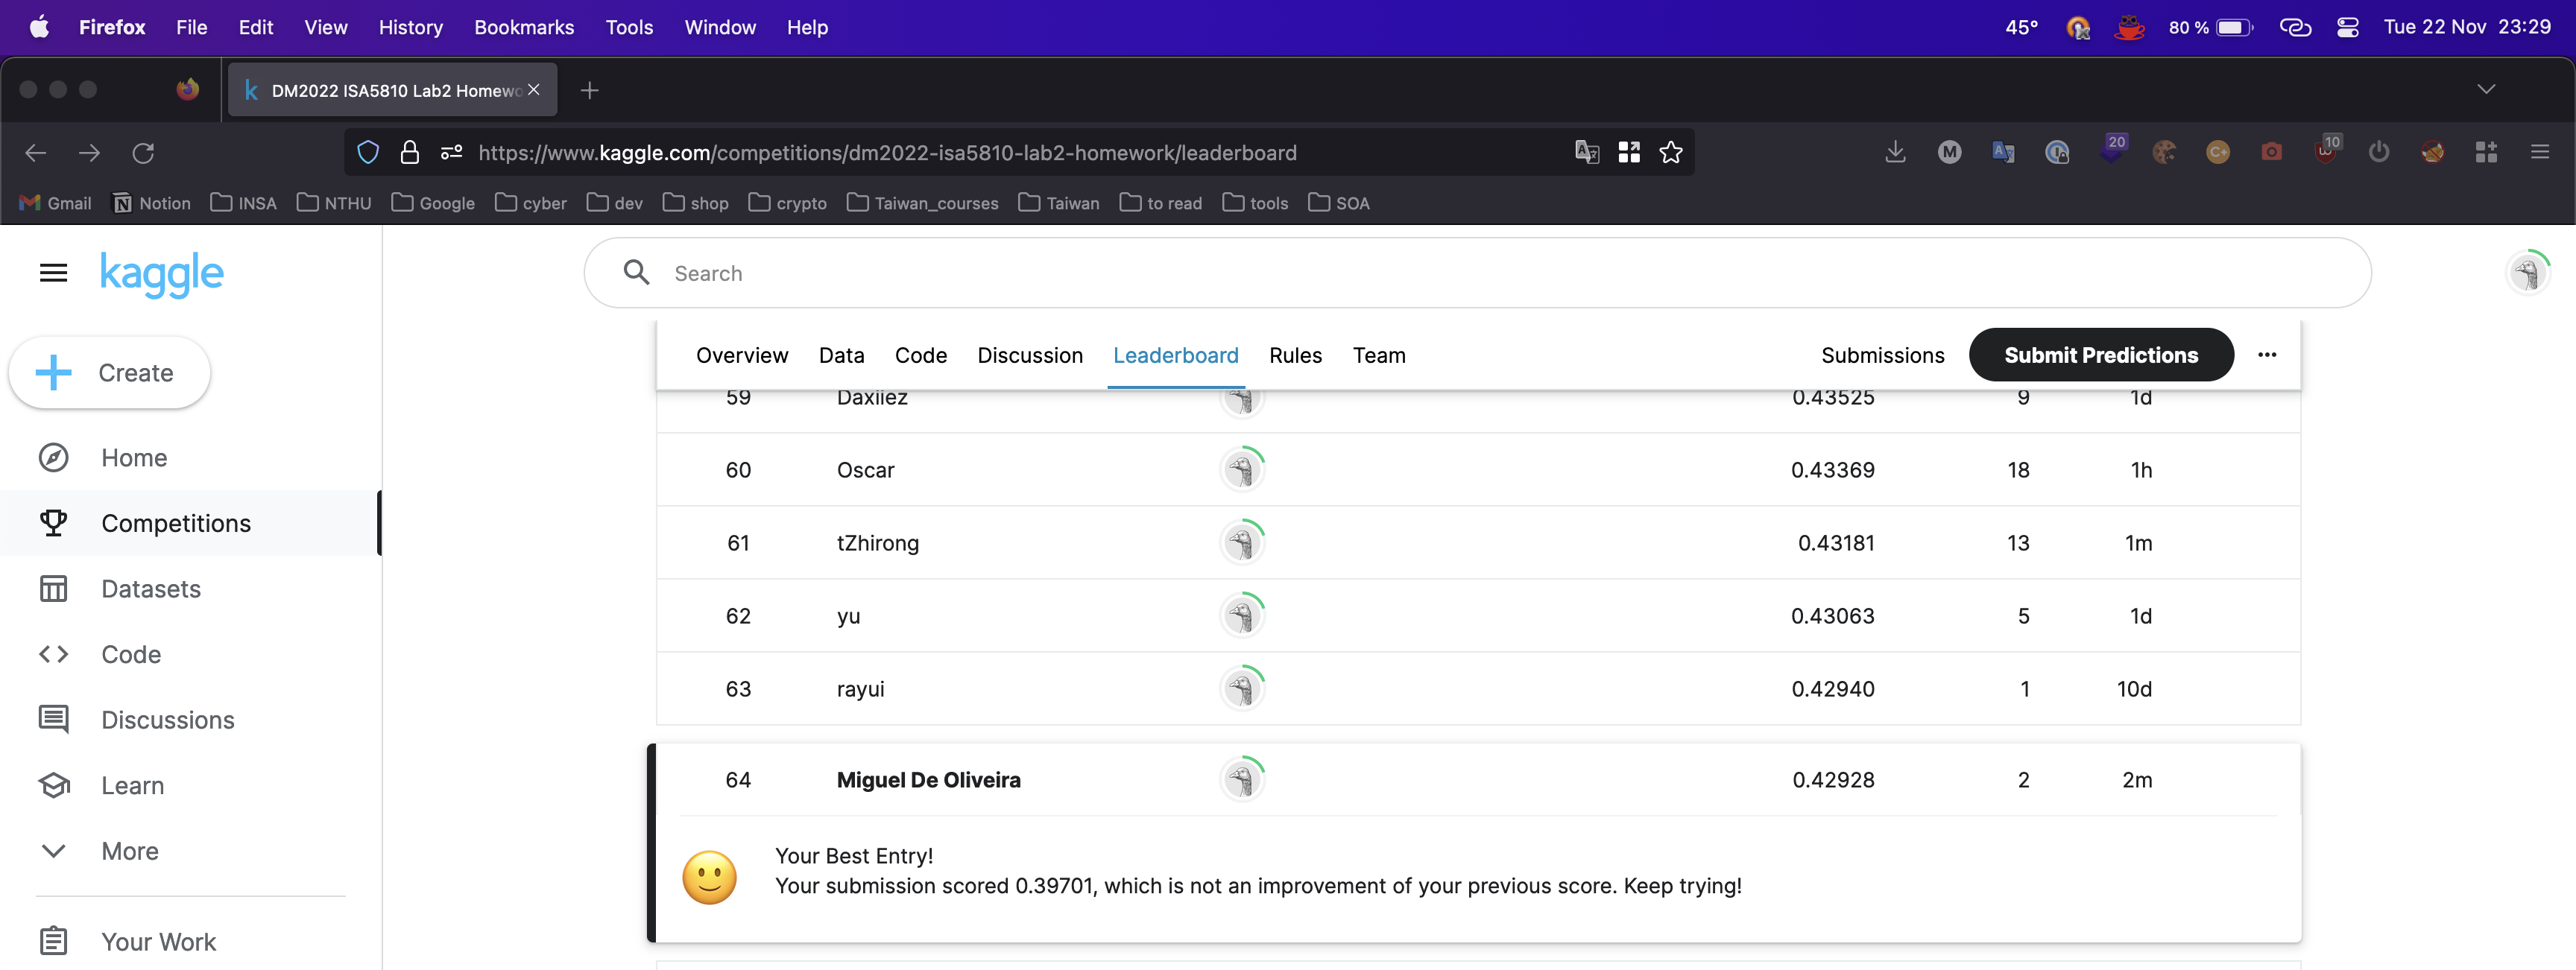 Firefox File Edit View History Bookmarks Tools Window Help 45° 80 % Tue 22 Nov 23:29
DM2022 ISA5810 Lab2 Homewo
https://www.kaggle.com/competitions/dm2022-isa5810-lab2-homework/leaderboard M 20 C+ 10
Gmail Notion INSA NTHU Google cyber dev shop crypto Taiwan_courses Taiwan to read tools SOA
kaggle
Search
Create
Home
Competitions
Datasets
Code
Discussions
Learn
More
Your Work
Overview Data Code Discussion Leaderboard Rules Team Submissions Submit Predictions
59 Daxiiez 0.43525 9 1d
60 Oscar 0.43369 18 1h
61 tZhirong 0.43181 13 1m
62 yu 0.43063 5 1d
63 rayui 0.42940 1 10d
64 Miguel De Oliveira 0.42928 2 2m
Your Best Entry!
Your submission scored 0.39701, which is not an improvement of your previous score. Keep trying!